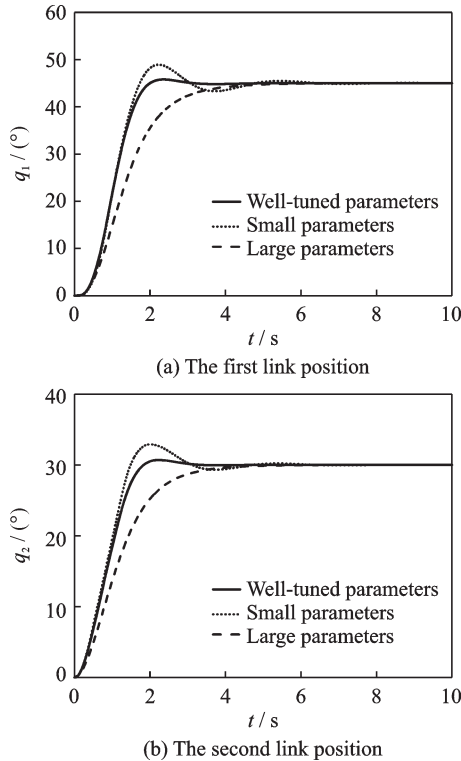 60
50
40
30
20
10
0
q1 / (°)
Well-tuned parameters
Small parameters
Large parameters
0 2 4 6 8 10
t / s
(a) The first link position
40
30
20
10
0
q2 / (°)
Well-tuned parameters
Small parameters
Large parameters
0 2 4 6 8 10
t / s
(b) The second link position